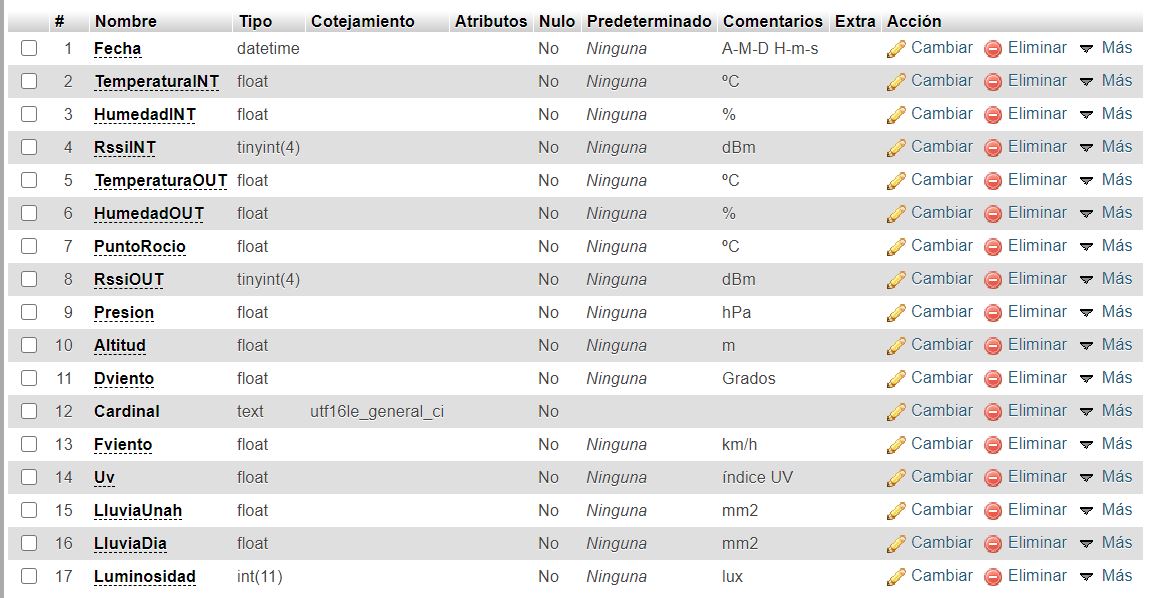 # Nombre Tipo Cotejamiento Atributos Nulo Predeterminado Comentarios Extra Acción
1 Fecha datetime No Ninguna A-M-D H-m-s Cambiar Eliminar Más
2 TemperaturaINT float No Ninguna ºC Cambiar Eliminar Más
3 HumedadINT float No Ninguna % Cambiar Eliminar Más
4 RssiINT tinyint(4) No Ninguna dBm Cambiar Eliminar Más
5 TemperaturaOUT float No Ninguna ºC Cambiar Eliminar Más
6 HumedadOUT float No Ninguna % Cambiar Eliminar Más
7 PuntoRocio float No Ninguna ºC Cambiar Eliminar Más
8 RssiOUT tinyint(4) No Ninguna dBm Cambiar Eliminar Más
9 Presion float No Ninguna hPa Cambiar Eliminar Más
10 Altitud float No Ninguna m Cambiar Eliminar Más
11 Dviento float No Ninguna Grados Cambiar Eliminar Más
12 Cardinal text utf16le_general_ci No Cambiar Eliminar Más
13 Fviento float No Ninguna km/h Cambiar Eliminar Más
14 Uv float No Ninguna índice UV Cambiar Eliminar Más
15 LluviaUnah float No Ninguna mm2 Cambiar Eliminar Más
16 LluviaDia float No Ninguna mm2 Cambiar Eliminar Más
17 Luminosidad int(11) No Ninguna lux Cambiar Eliminar Más